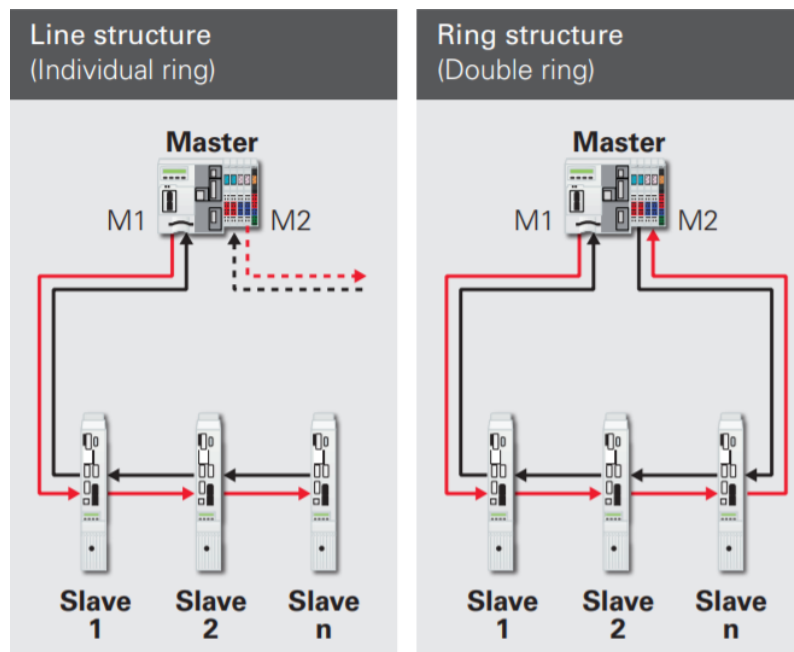 Line structure
(Individual ring)
Master
M1
M2
Slave
1
Slave
2
Slave
n
Ring structure
(Double ring)
Master
M1
M2
Slave
1
Slave
2
Slave
n